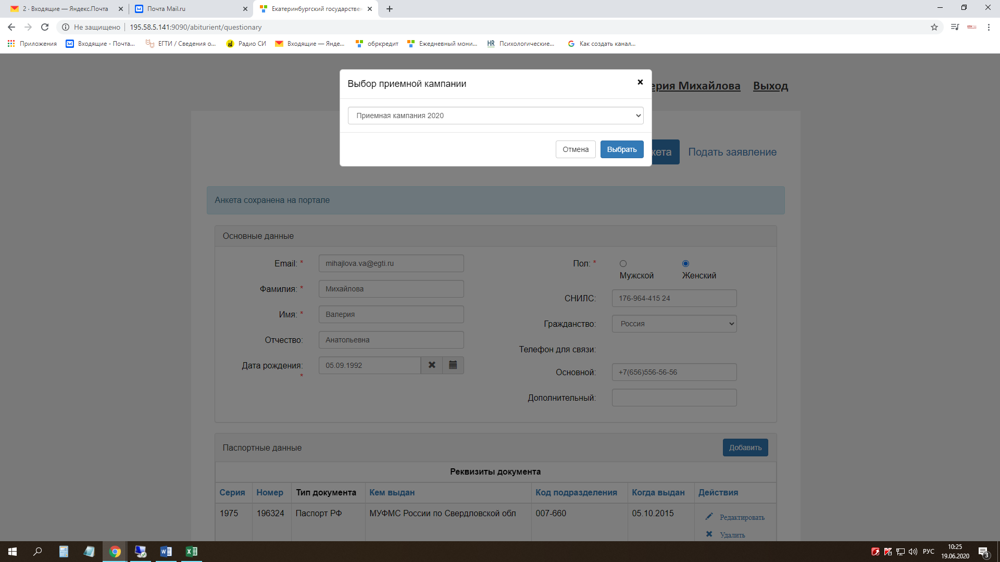 2 · Входящие — Яндекс.Почта
Почта Mail.ru
Екатеринбургский государствен
Не защищено
195.58.5.141:9090/abiturient/questionary
Приложения
Входящие - Почта...
ЕГТИ / Сведения о...
Радио СИ
Входящие — Янде...
обркредит
Ежедневный мони...
HR
Психологические...
Как создать канал...
Выбор приемной кампании
ерия Михайлова
Выход
Приемная кампания 2020
Отмена
Выбрать
кета
Подать заявление
Анкета сохранена на портале
Основные данные
Email: *
mihajlova.va@egti.ru
Пол: *
Мужской
Женский
Фамилия: *
Михайлова
СНИЛС:
176-964-415 24
Имя: *
Валерия
Гражданство:
Россия
Отчество:
Анатольевна
Телефон для связи:
Дата рождения: *
05.09.1992
Основной:
+7(656)556-56-56
Дополнительный:
Паспортные данные
Добавить
Реквизиты документа
Серия
Номер
Тип документа
Кем выдан
Код подразделения
Когда выдан
Действия
1975
196324
Паспорт РФ
МУФМС России по Свердловской обл
007-660
05.10.2015
Редактировать
Удалить
РУС
10:25
19.06.2020
3